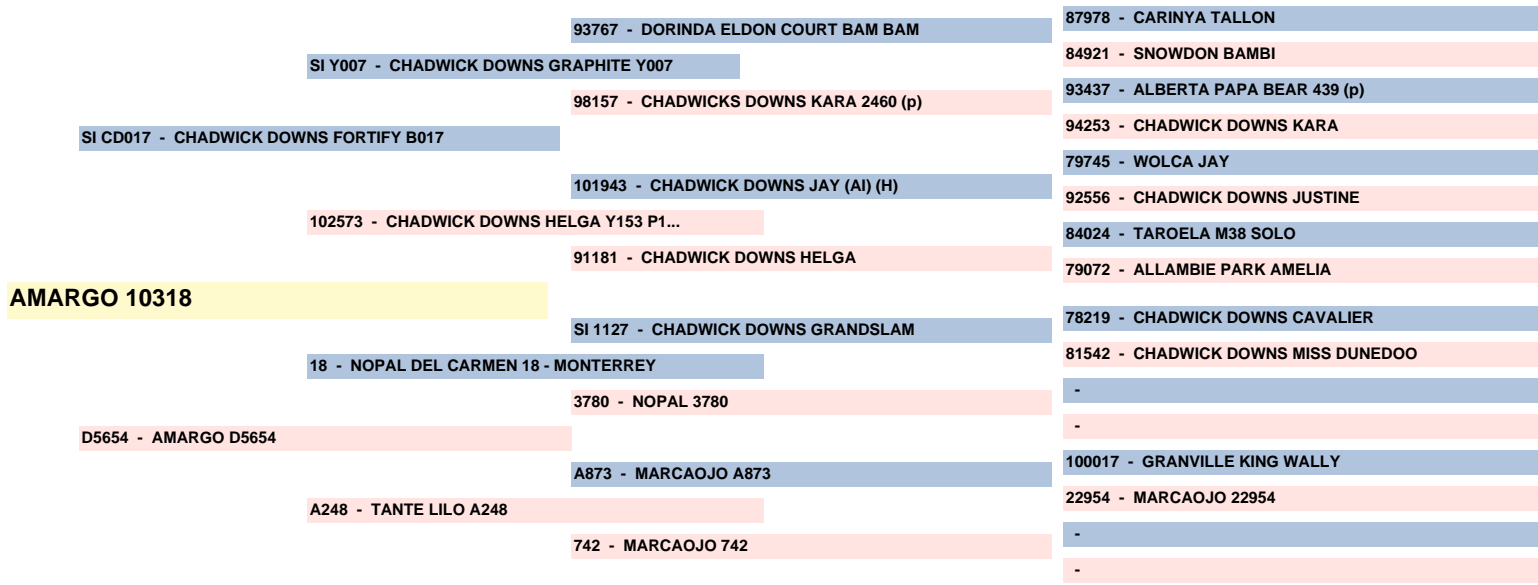 87978 - CARINYA TALLON
93767 - DORINDA ELDON COURT BAM BAM
84921 - SNOWDON BAMBI
SI Y007 - CHADWICK DOWNS GRAPHITE Y007
93437 - ALBERTA PAPA BEAR 439 (p)
98157 - CHADWICKS DOWNS KARA 2460 (p)
94253 - CHADWICK DOWNS KARA
SI CD017 - CHADWICK DOWNS FORTIFY B017
79745 - WOLCA JAY
101943 - CHADWICK DOWNS JAY (AI) (H)
92556 - CHADWICK DOWNS JUSTINE
102573 - CHADWICK DOWNS HELGA Y153 P1...
84024 - TAROELA M38 SOLO
91181 - CHADWICK DOWNS HELGA
79072 - ALLAMBIE PARK AMELIA
AMARGO 10318
78219 - CHADWICK DOWNS CAVALIER
SI 1127 - CHADWICK DOWNS GRANDSLAM
81542 - CHADWICK DOWNS MISS DUNEDOO
18 - NOPAL DEL CARMEN 18 - MONTERREY
-
3780 - NOPAL 3780
-
D5654 - AMARGO D5654
100017 - GRANVILLE KING WALLY
A873 - MARCAOJO A873
22954 - MARCAOJO 22954
A248 - TANTE LILO A248
-
742 - MARCAOJO 742
-